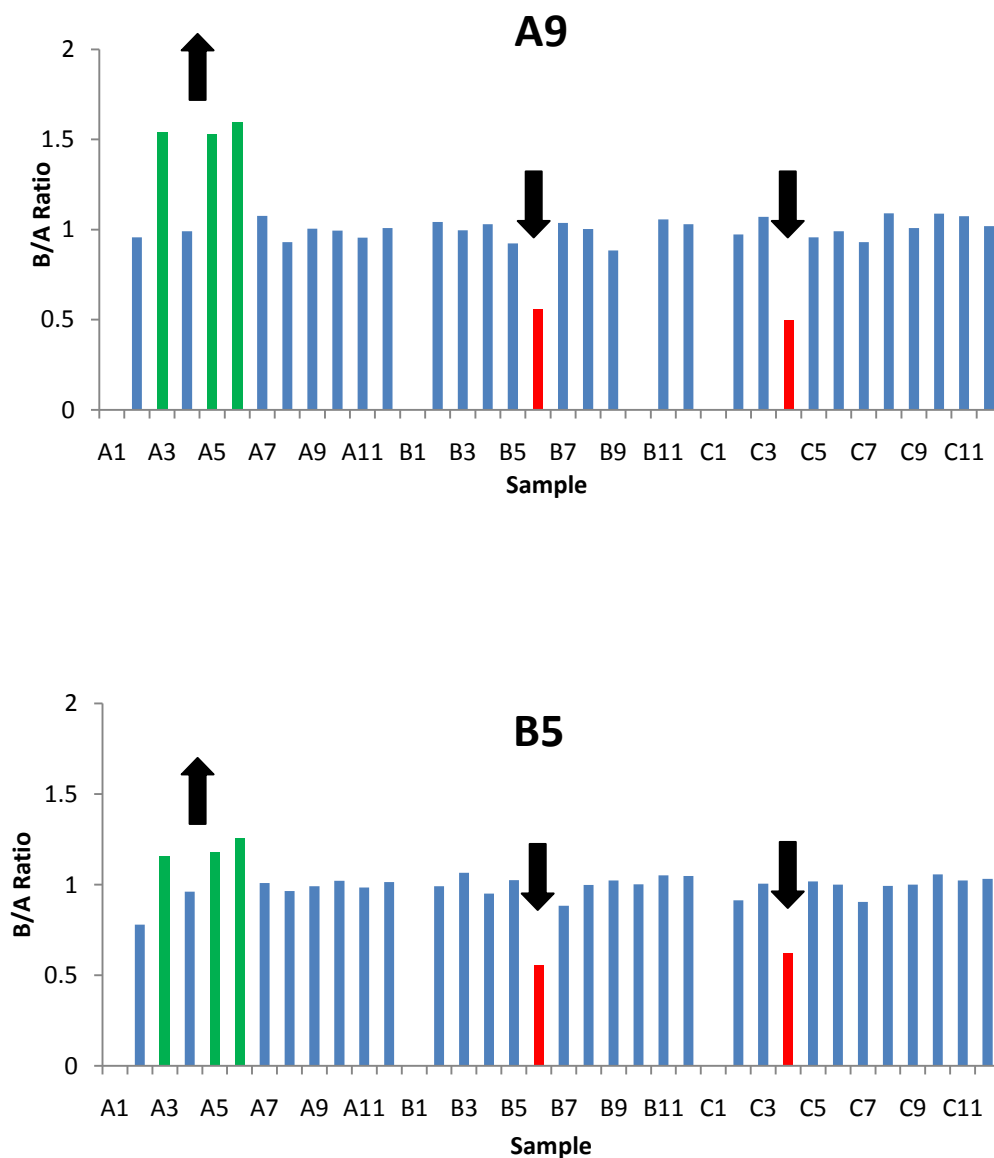 A9
2
1.5
1
0.5
0
B/A Ratio
A1 A3 A5 A7 A9 A11 B1 B3 B5 B7 B9 B11 C1 C3 C5 C7 C9 C11
Sample
B5
2
1.5
1
0.5
0
B/A Ratio
A1 A3 A5 A7 A9 A11 B1 B3 B5 B7 B9 B11 C1 C3 C5 C7 C9 C11
Sample